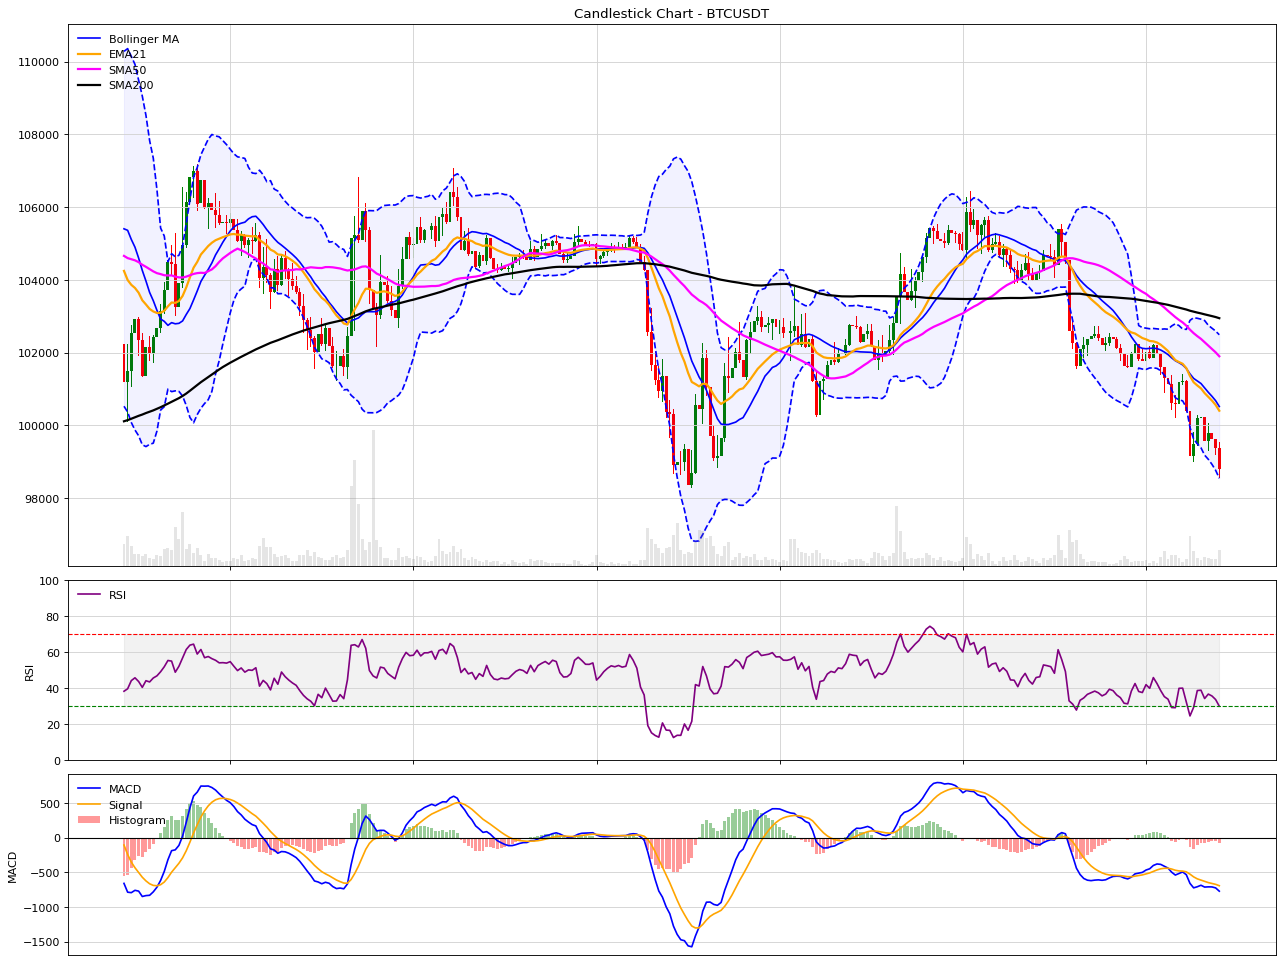 Candlestick Chart - BTCUSDT
Bollinger MA
EMA21
SMA50
SMA200
110000
108000
106000
104000
102000
100000
98000
RSI
100
80
60
40
20
0
RSI
MACD
Signal
Histogram
500
0
−500
−1000
−1500
MACD